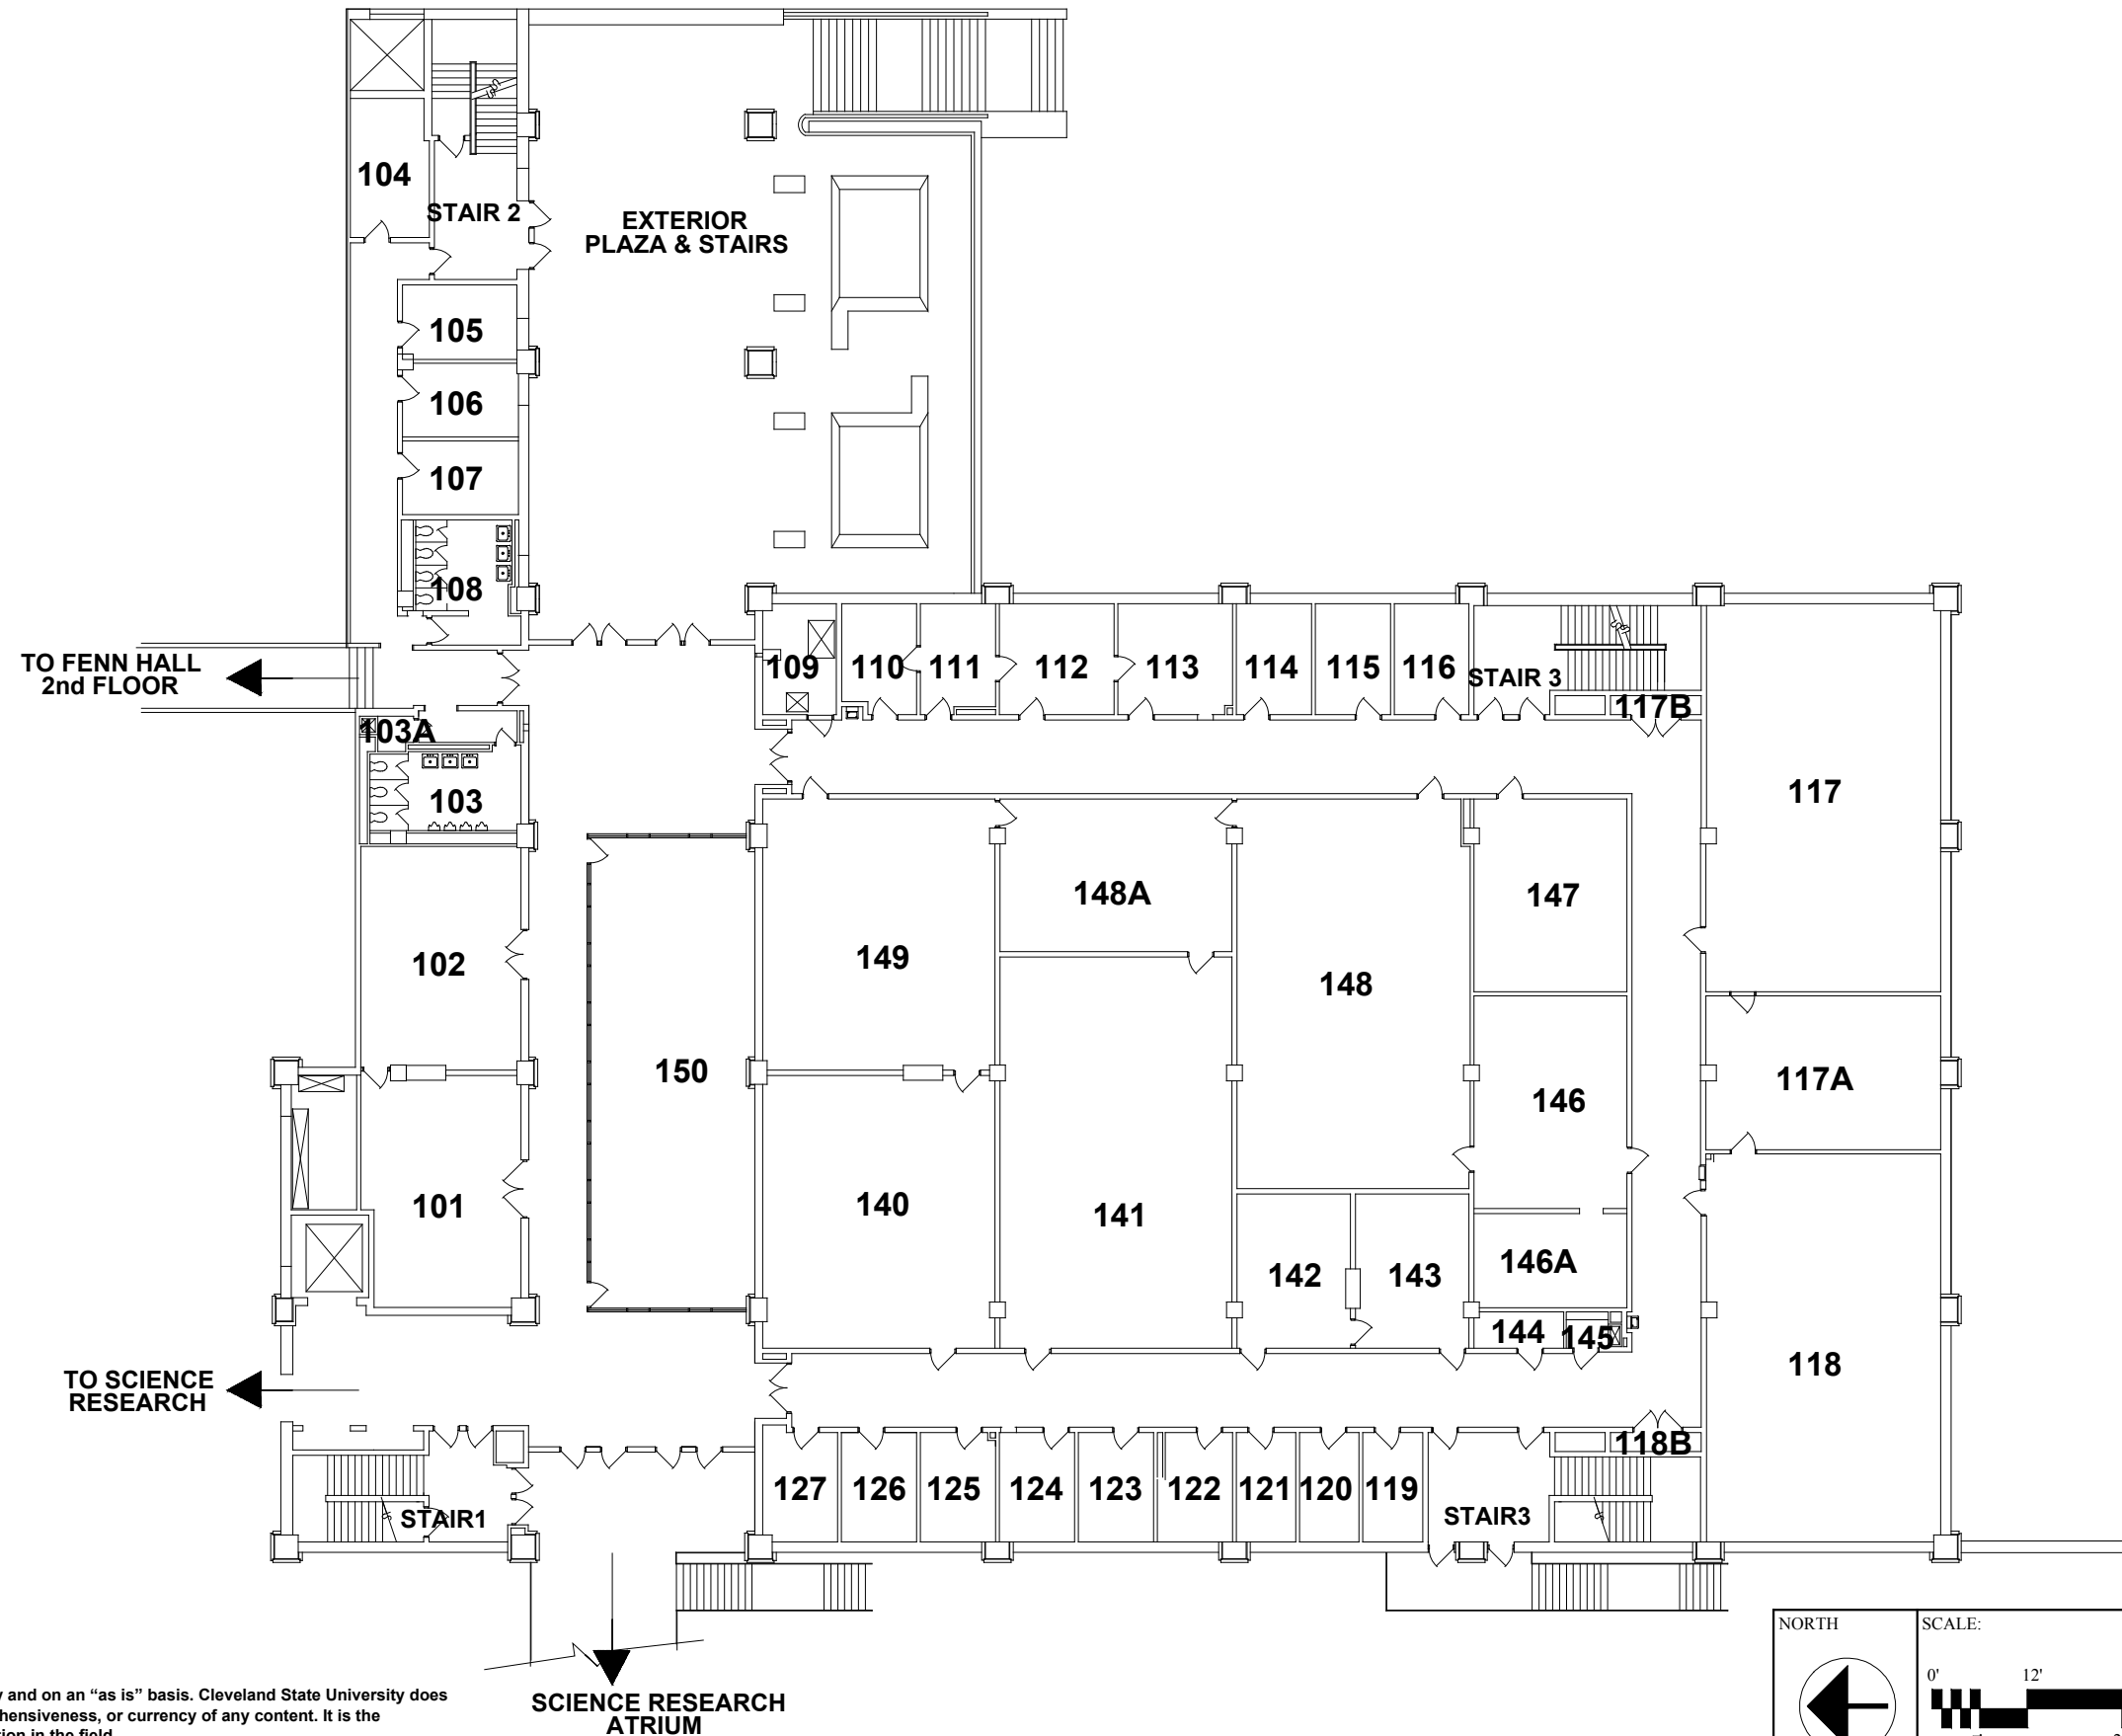 104
STAIR 2
EXTERIOR
PLAZA & STAIRS
105
106
107
108
TO FENN HALL
2nd FLOOR
109
110
111
112
113
114
115
116
STAIR 3
117B
103A
103
117
102
149
148A
148
147
150
146
117A
101
140
141
142
143
146A
144
145
118
TO SCIENCE
RESEARCH
118B
127
126
125
124
123
122
121
120
119
STAIR1
STAIR3
NORTH
SCALE:
0'
12'
y and on an “as is” basis. Cleveland State University does
hensiveness, or currency of any content. It is the
tion in the field.
SCIENCE RESEARCH
ATRIUM